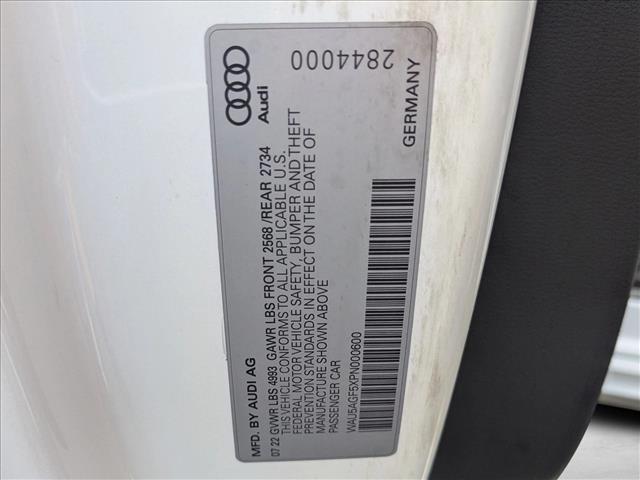 Audi
MFD. BY AUDI AG
07 22 GVWR LBS 4993 GAWR LBS FRONT 2568 /REAR 2734
THIS VEHICLE CONFORMS TO ALL APPLICABLE U.S.
FEDERAL MOTOR VEHICLE SAFETY, BUMPER AND THEFT
PREVENTION STANDARDS IN EFFECT ON THE DATE OF
MANUFACTURE SHOWN ABOVE
PASSENGER CAR
WAU5AGF5XPN000600
GERMANY
2844000